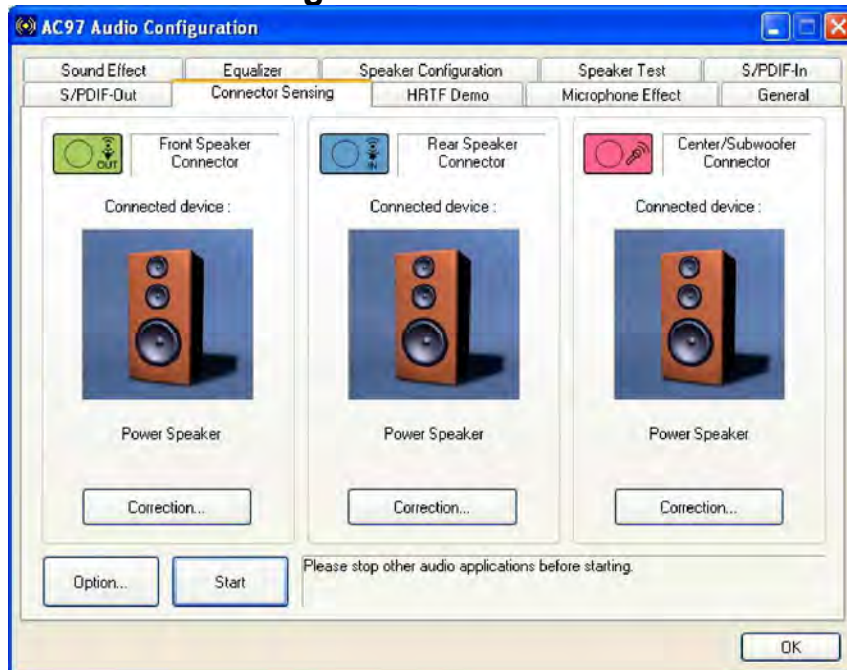 AC97 Audio Configuration
Sound Effect
Equalizer
Speaker Configuration
Speaker Test
S/PDIF-In
S/PDIF-Out
Connector Sensing
HRTF Demo
Microphone Effect
General
OUT
Front Speaker
Connector
IN
Rear Speaker
Connector
Center/Subwoofer
Connector
Connected device :
Connected device :
Connected device :
Power Speaker
Power Speaker
Power Speaker
Correction...
Correction...
Correction...
Option...
Start
Please stop other audio applications before starting.
OK